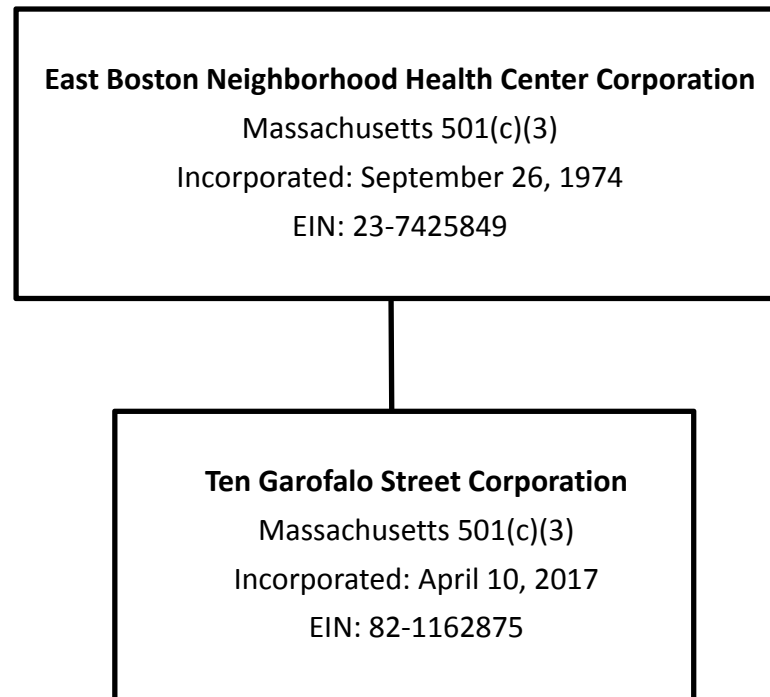 East Boston Neighborhood Health Center Corporation
Massachusetts 501(c)(3)
Incorporated: September 26, 1974
EIN: 23-7425849
Ten Garofalo Street Corporation
Massachusetts 501(c)(3)
Incorporated: April 10, 2017
EIN: 82-1162875